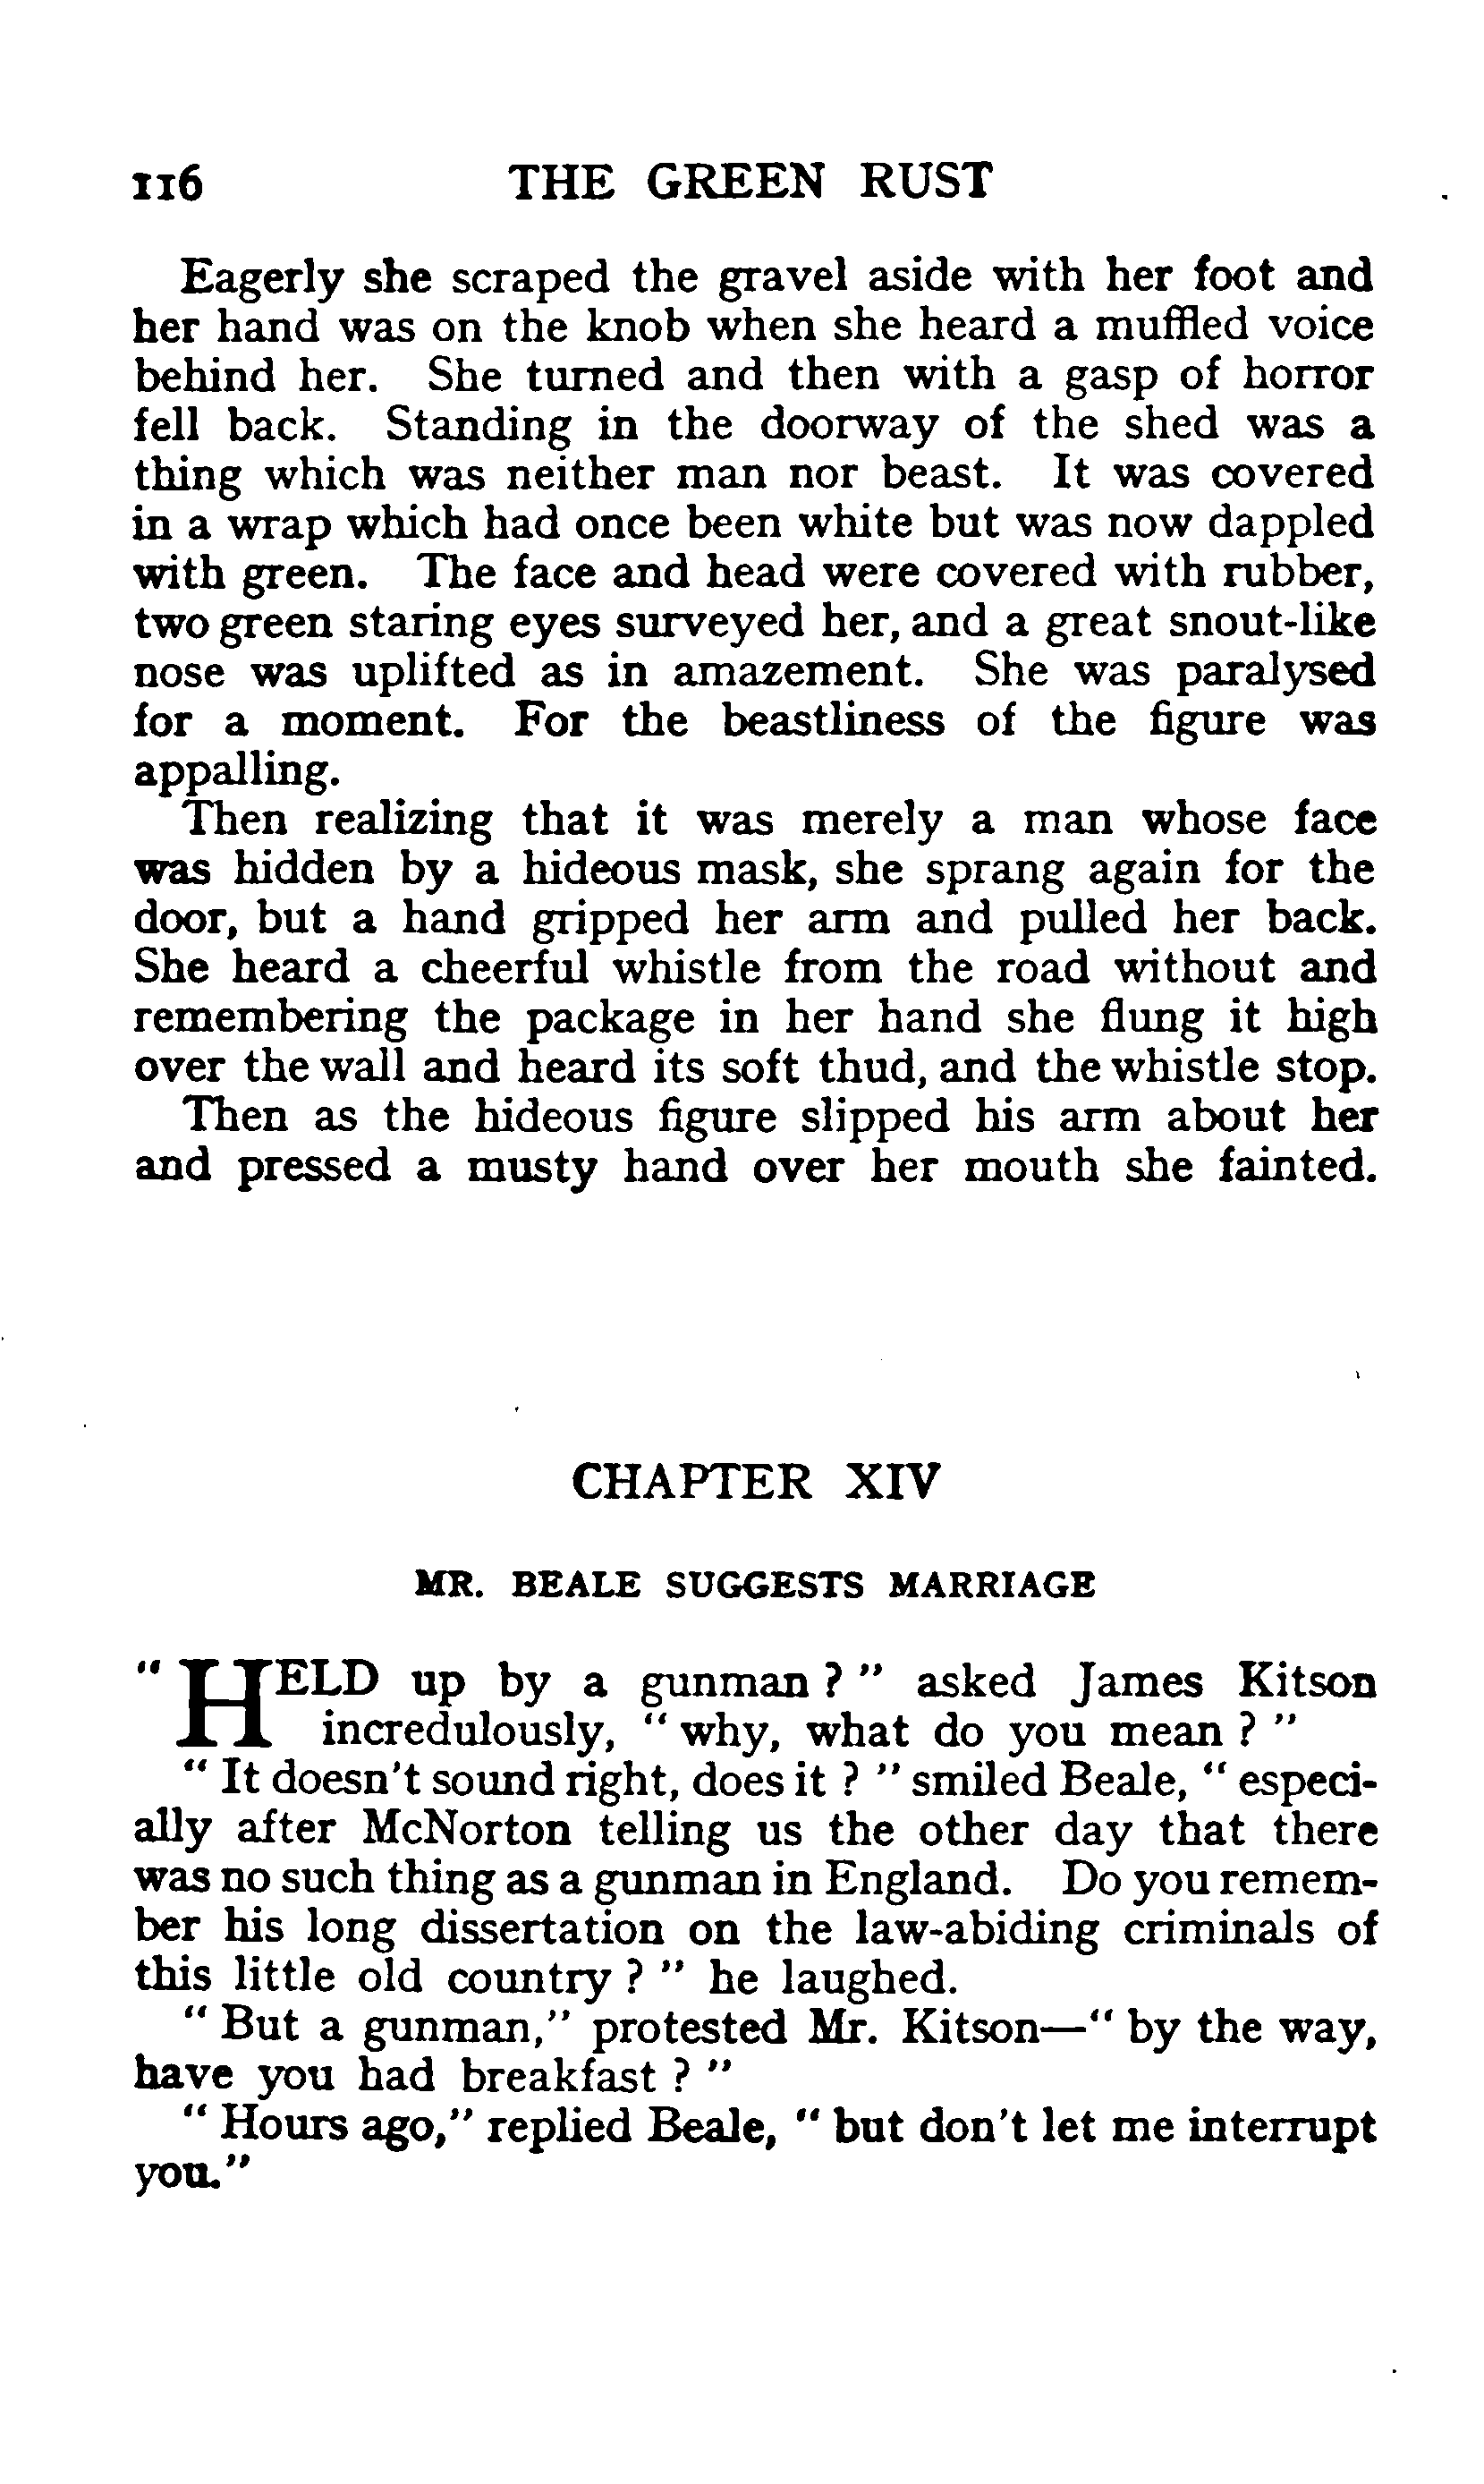 116 THE GREEN RUST
Eagerly she scraped the gravel aside with her foot and
her hand was on the knob when she heard a muffled voice
behind her. She turned and then with a gasp of horror
fell back. Standing in the doorway of the shed was a
thing which was neither man nor beast. It was covered
in a wrap which had once been white but was now dappled
with green. The face and head were covered with rubber,
two green staring eyes surveyed her, and a great snout-like
nose was uplifted as in amazement. She was paralysed
for a moment. For the beastliness of the figure was
appalling.
Then realizing that it was merely a man whose face
was hidden by a hideous mask, she sprang again for the
door, but a hand gripped her arm and pulled her back.
She heard a cheerful whistle from the road without and
remembering the package in her hand she flung it high
over the wall and heard its soft thud, and the whistle stop.
Then as the hideous figure slipped his arm about her
and pressed a musty hand over her mouth she fainted.
CHAPTER XIV
MR. BEALE SUGGESTS MARRIAGE
" HELD up by a gunman ? " asked James Kitson
incredulously, " why, what do you mean ? "
" It doesn't sound right, does it ? " smiled Beale, " especi-
ally after McNorton telling us the other day that there
was no such thing as a gunman in England. Do you remem-
ber his long dissertation on the law-abiding criminals of
this little old country ? " he laughed.
" But a gunman," protested Mr. Kitson—" by the way,
have you had breakfast ? "
" Hours ago," replied Beale, " but don't let me interrupt
you."